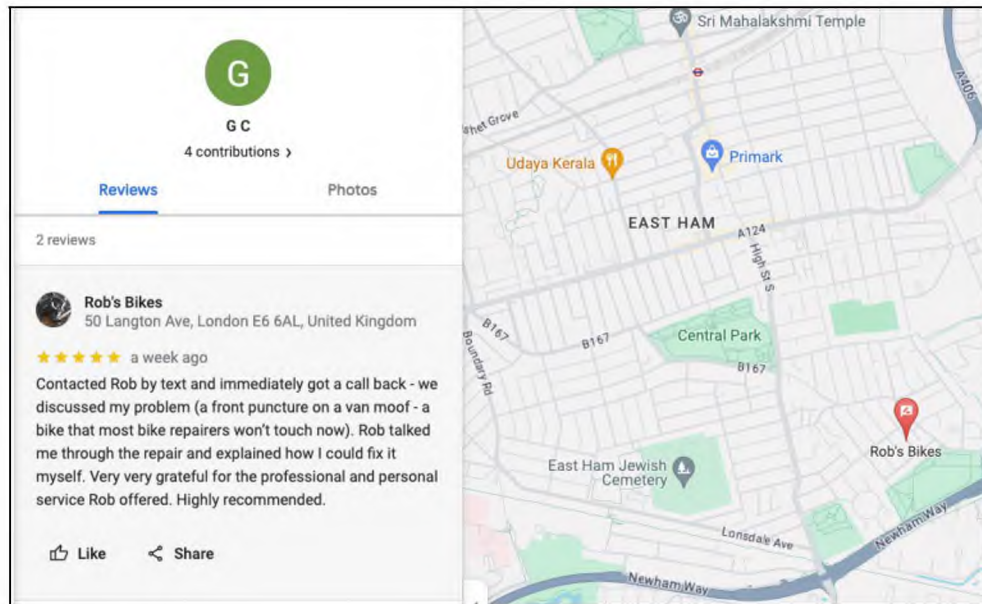 G
G C
4 contributions >
Reviews
Photos
2 reviews
Rob's Bikes
50 Langton Ave, London E6 6AL, United Kingdom
a week ago
Contacted Rob by text and immediately got a call back - we
discussed my problem (a front puncture on a van moof - a
bike that most bike repairers won't touch now). Rob talked
me through the repair and explained how I could fix it
myself. Very very grateful for the professional and personal
service Rob offered. Highly recommended.
Like
Share
Sri Mahalakshmi Temple
A406
Udaya Kerala
Primark
EAST HAM
A124
High St S
B167
B167
Boundary Rd
Central Park
B167
Rob's Bikes
East Ham Jewish
Cemetery
Lonsdale Ave
Newham Way
Newham Way